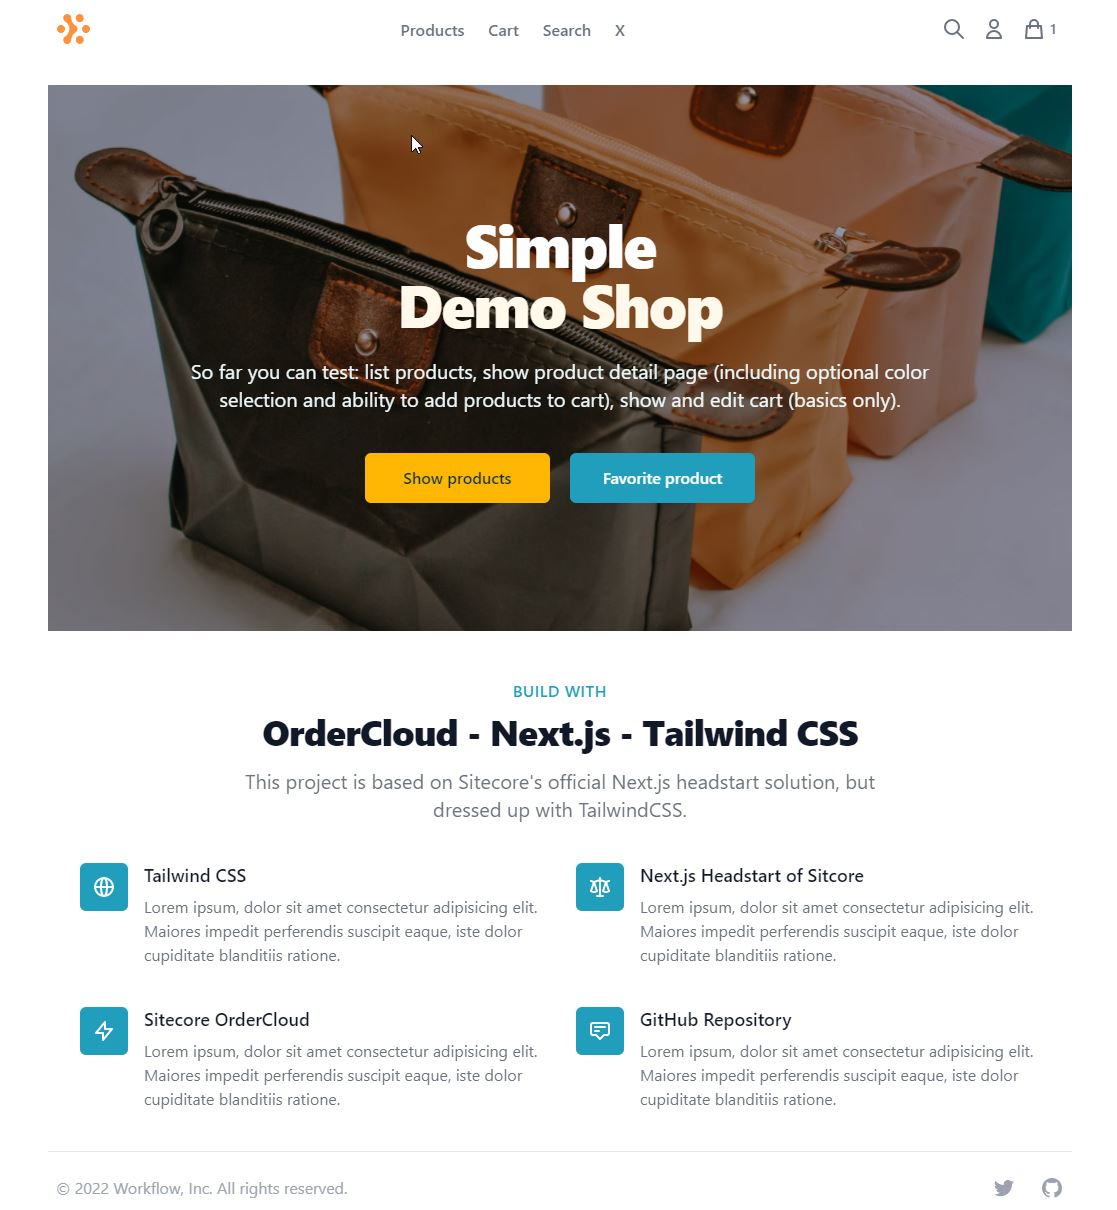 Products Cart Search X 1
Simple
Demo Shop
So far you can test: list products, show product detail page (including optional color
selection and ability to add products to cart), show and edit cart (basics only).
Show products Favorite product
BUILD WITH
OrderCloud - Next.js - Tailwind CSS
This project is based on Sitecore's official Next.js headstart solution, but
dressed up with TailwindCSS.
Tailwind CSS
Lorem ipsum, dolor sit amet consectetur adipisicing elit.
Maiores impedit perferendis suscipit eaque, iste dolor
cupiditate blanditiis ratione.
Next.js Headstart of Sitcore
Lorem ipsum, dolor sit amet consectetur adipisicing elit.
Maiores impedit perferendis suscipit eaque, iste dolor
cupiditate blanditiis ratione.
Sitecore OrderCloud
Lorem ipsum, dolor sit amet consectetur adipisicing elit.
Maiores impedit perferendis suscipit eaque, iste dolor
cupiditate blanditiis ratione.
GitHub Repository
Lorem ipsum, dolor sit amet consectetur adipisicing elit.
Maiores impedit perferendis suscipit eaque, iste dolor
cupiditate blanditiis ratione.
© 2022 Workflow, Inc. All rights reserved.